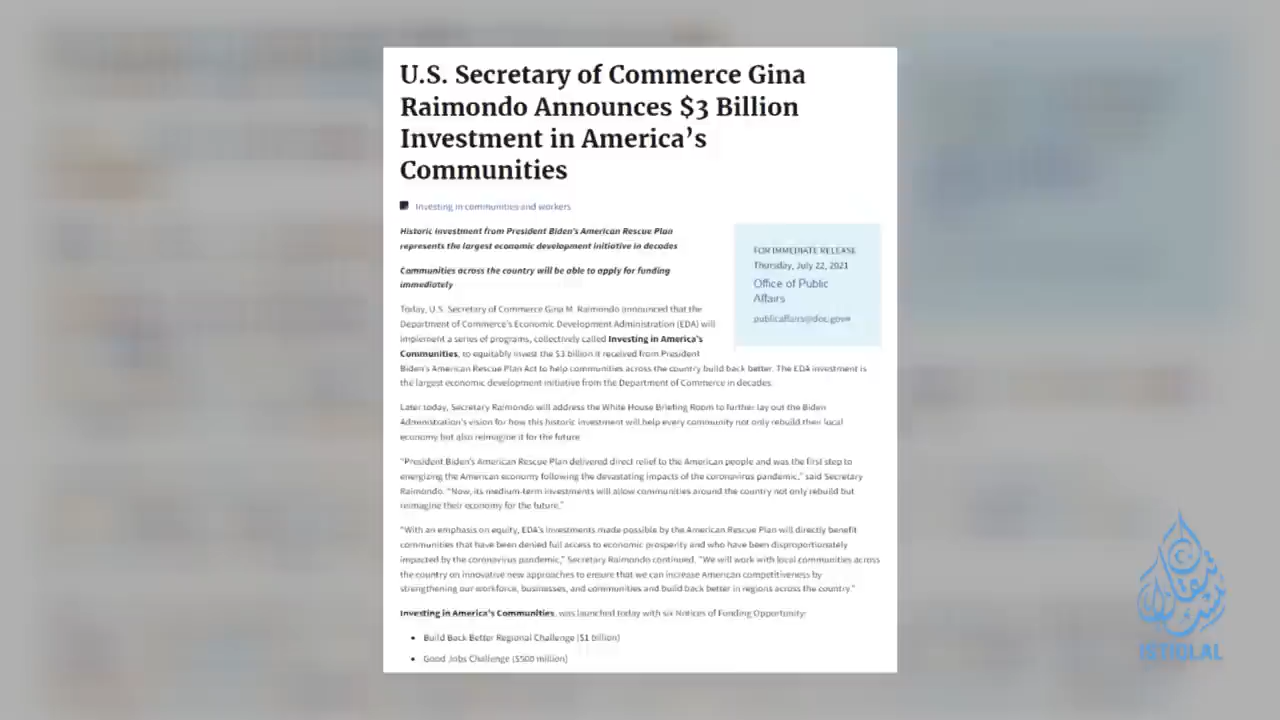 U.S. Secretary of Commerce Gina
Raimondo Announces $3 Billion
Investment in America's
Communities
Investing in communities and workers
Historic investment from President Biden's American Rescue Plan
represents the largest economic development initiative in decades
Communities across the country will be able to apply for funding
immediately
FOR IMMEDIATE RELEASE
Thursday, July 22, 2021
Office of Public
Affairs
publicaffairs@doc.gov
Today, U.S. Secretary of Commerce Gina M. Raimondo announced that the
Department of Commerce's Economic Development Administration (EDA) will
implement a series of programs, collectively called Investing in America's
Communities, to equitably invest the $3 billion it received from President
Biden's American Rescue Plan Act to help communities across the country build back better. The EDA investment is
the largest economic development initiative from the Department of Commerce in decades.
Later today, Secretary Raimondo will address the White House Briefing Room to further lay out the Biden
Administration's vision for how this historic investment will help every community not only rebuild their local
economy but also reimagine it for the future.
"President Biden's American Rescue Plan delivered direct relief to the American people and was the first step to
energizing the American economy following the devastating impacts of the coronavirus pandemic," said Secretary
Raimondo. "Now, its medium-term investments will allow communities around the country not only rebuild but
reimagine their economy for the future."
"With an emphasis on equity, EDA's investments made possible by the American Rescue Plan will directly benefit
communities that have been denied full access to economic prosperity and who have been disproportionately
impacted by the coronavirus pandemic," Secretary Raimondo continued. "We will work with local communities across
the country on innovative new approaches to ensure that we can increase American competitiveness by
strengthening our workforce, businesses, and communities and build back better in regions across the country."
Investing in America's Communities, was launched today with six Notices of Funding Opportunity:
• Build Back Better Regional Challenge ($1 billion)
• Good Jobs Challenge ($500 million)
ISTIQLAL